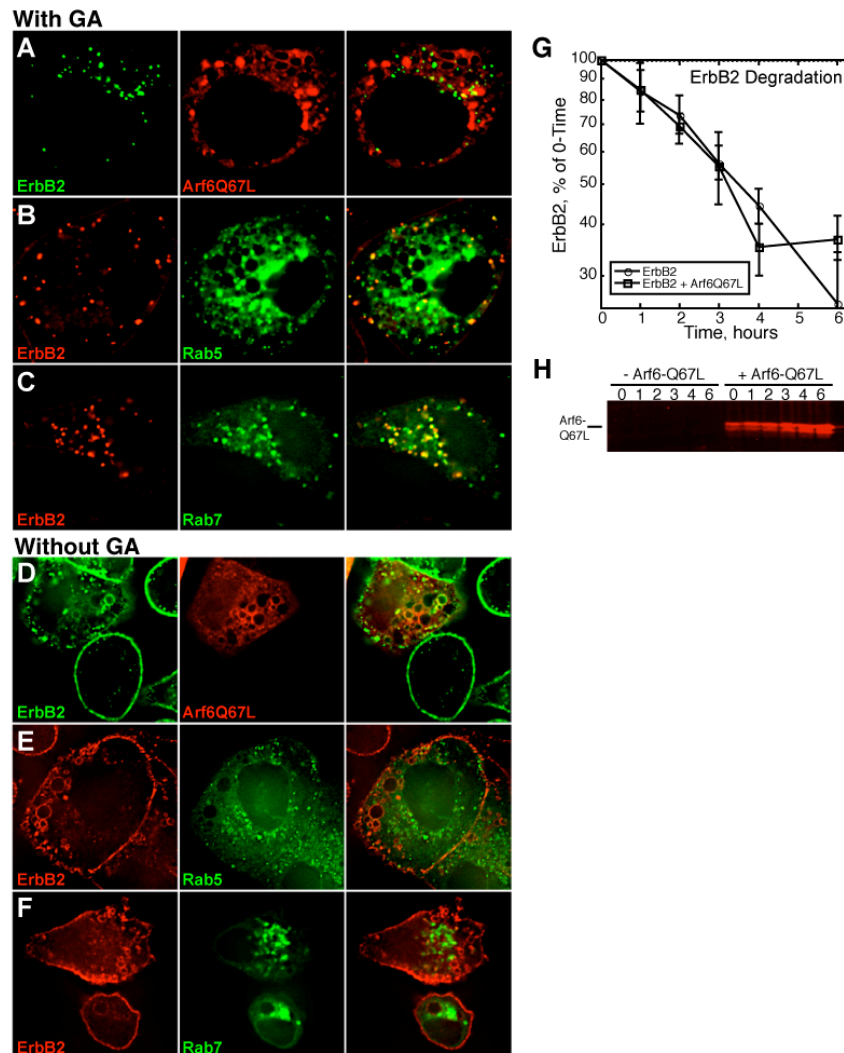 With GA
A
ErbB2
Arf6Q67L
B
ErbB2
Rab5
C
ErbB2
Rab7
Without GA
D
ErbB2
Arf6Q67L
E
ErbB2
Rab5
F
ErbB2
Rab7
G
ErbB2 Degradation
ErbB2, % of 0-Time
100
90
80
70
60
50
40
30
ErbB2
ErbB2 + Arf6Q67L
0 1 2 3 4 5 6
Time, hours
H
- Arf6-Q67L + Arf6-Q67L
0 1 2 3 4 6 0 1 2 3 4 6
Arf6-
Q67L